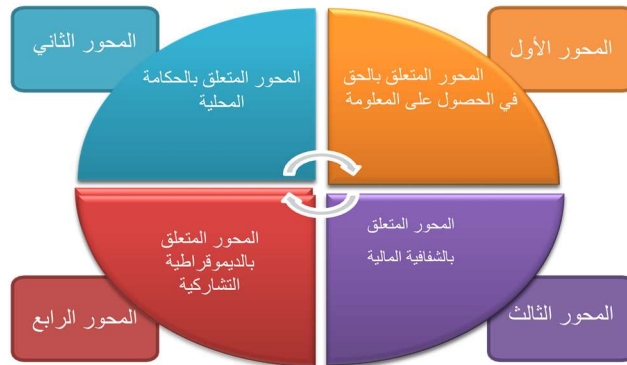 المحور الأول
المحور المتعلق بالحق
في الحصول على المعلومة
المحور الثاني
المحور المتعلق بالحكامة
المحلية
المحور الثالث
المحور المتعلق
بالشفافية المالية
المحور الرابع
المحور المتعلق
بالديموقراطية
التشاركية